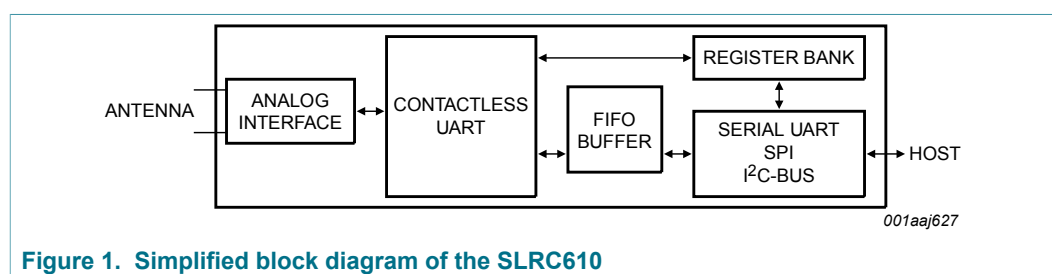 ANTENNA
ANALOG
INTERFACE
CONTACTLESS
UART
FIFO
BUFFER
REGISTER BANK
SERIAL UART
SPI
I²C-BUS
HOST
001aaj627
Figure 1. Simplified block diagram of the SLRC610